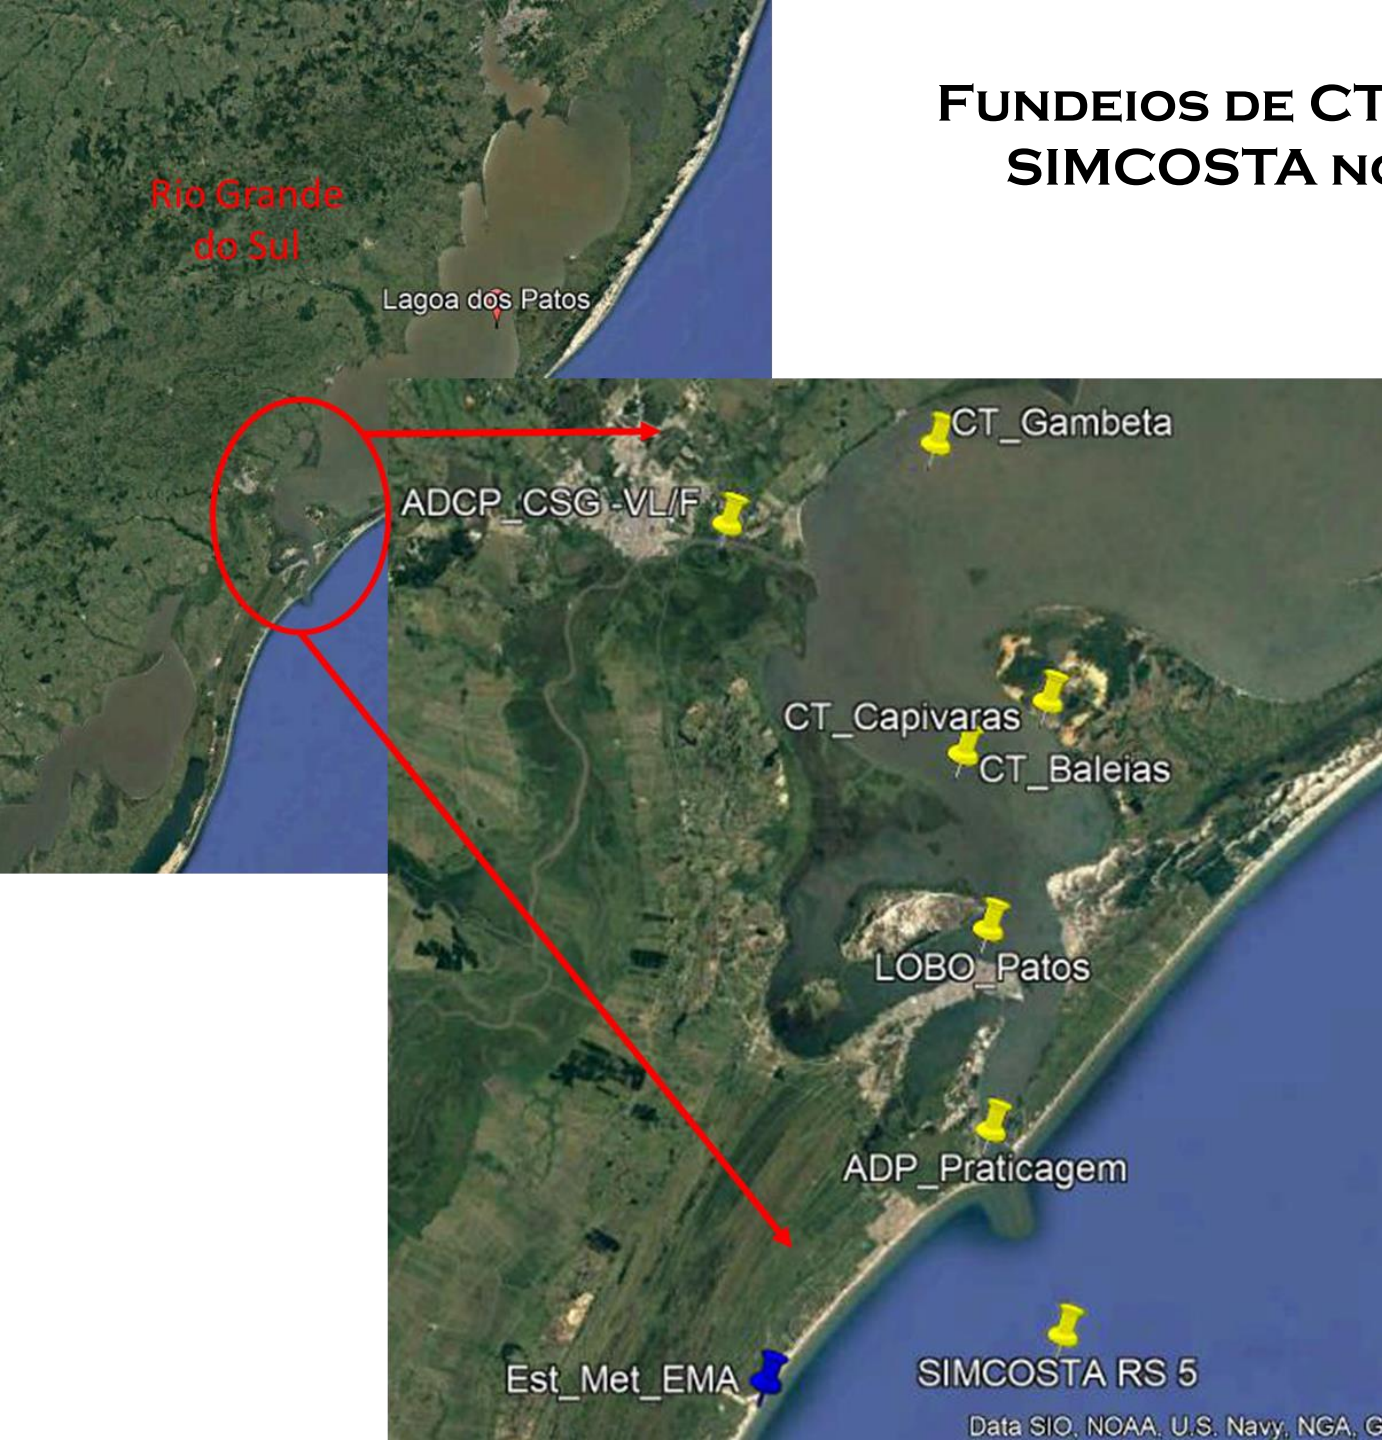 FUNDEIOS DE CT
SIMCOSTA NO
Rio Grande
do Sul
Lagoa dos Patos
CT_Gambeta
ADCP_CSG -VL/F
CT_Capivaras
CT_Baleias
LOBO_Patos
ADP_Praticagem
SIMCOSTA RS 5
Est_Met_EMA
Data SIO, NOAA, U.S. Navy, NGA, G